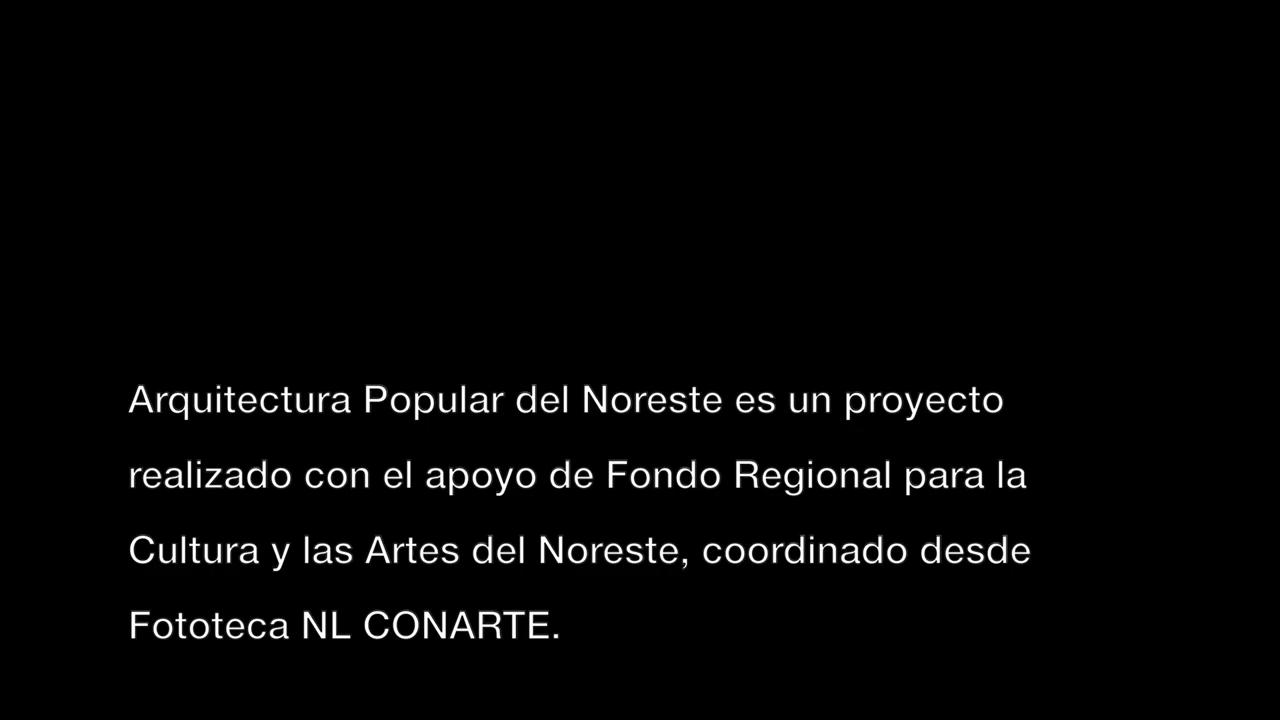 Arquitectura Popular del Noreste es un proyecto
realizado con el apoyo de Fondo Regional para la
Cultura y las Artes del Noreste, coordinado desde
Fototeca NL CONARTE.